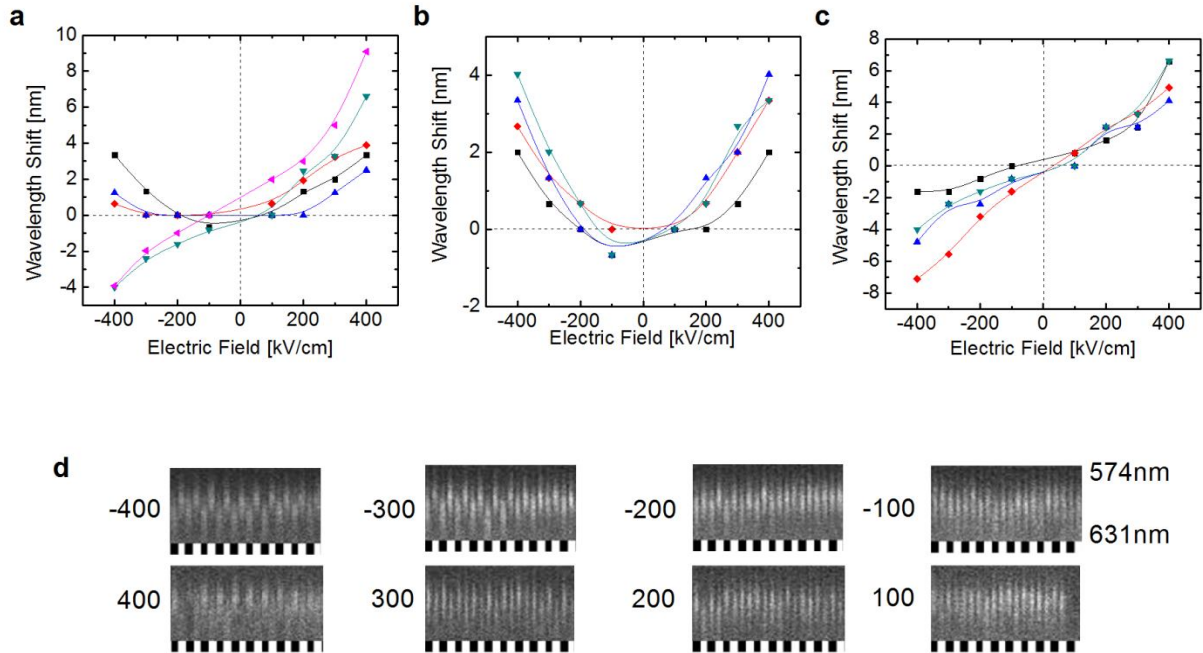 a
10
8
6
4
2
0
-2
-4
Wavelength Shift [nm]
-400 -200 0 200 400
Electric Field [kV/cm]
b
4
2
0
-2
Wavelength Shift [nm]
-400 -200 0 200 400
Electric Field [kV/cm]
c
8
6
4
2
0
-2
-4
-6
-8
Wavelength Shift [nm]
-400 -200 0 200 400
Electric Field [kV/cm]
d
-400 -300 -200 -100 574nm
631nm
400 300 200 100